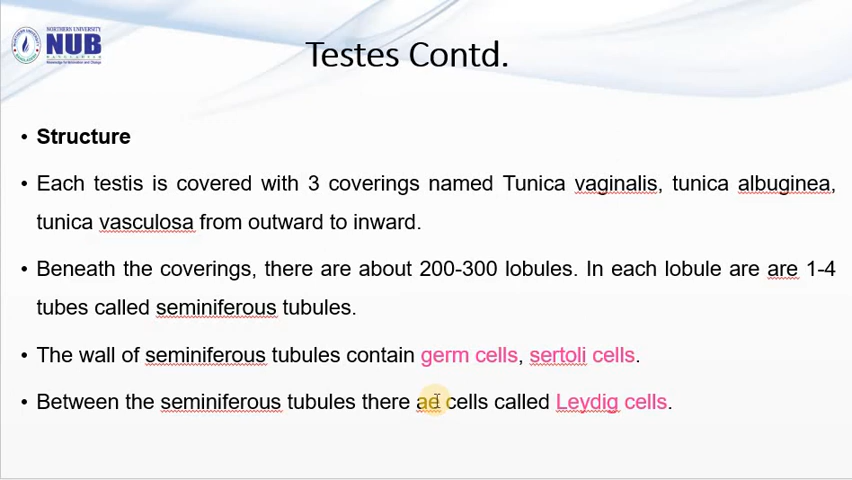 NORTHERN UNIVERSITY
NUB
Testes Contd.
• Structure
• Each testis is covered with 3 coverings named Tunica vaginalis, tunica albuginea,
tunica vasculosa from outward to inward.
• Beneath the coverings, there are about 200-300 lobules. In each lobule are are 1-4
tubes called seminiferous tubules.
• The wall of seminiferous tubules contain germ cells, sertoli cells.
• Between the seminiferous tubules there ae cells called Leydig cells.